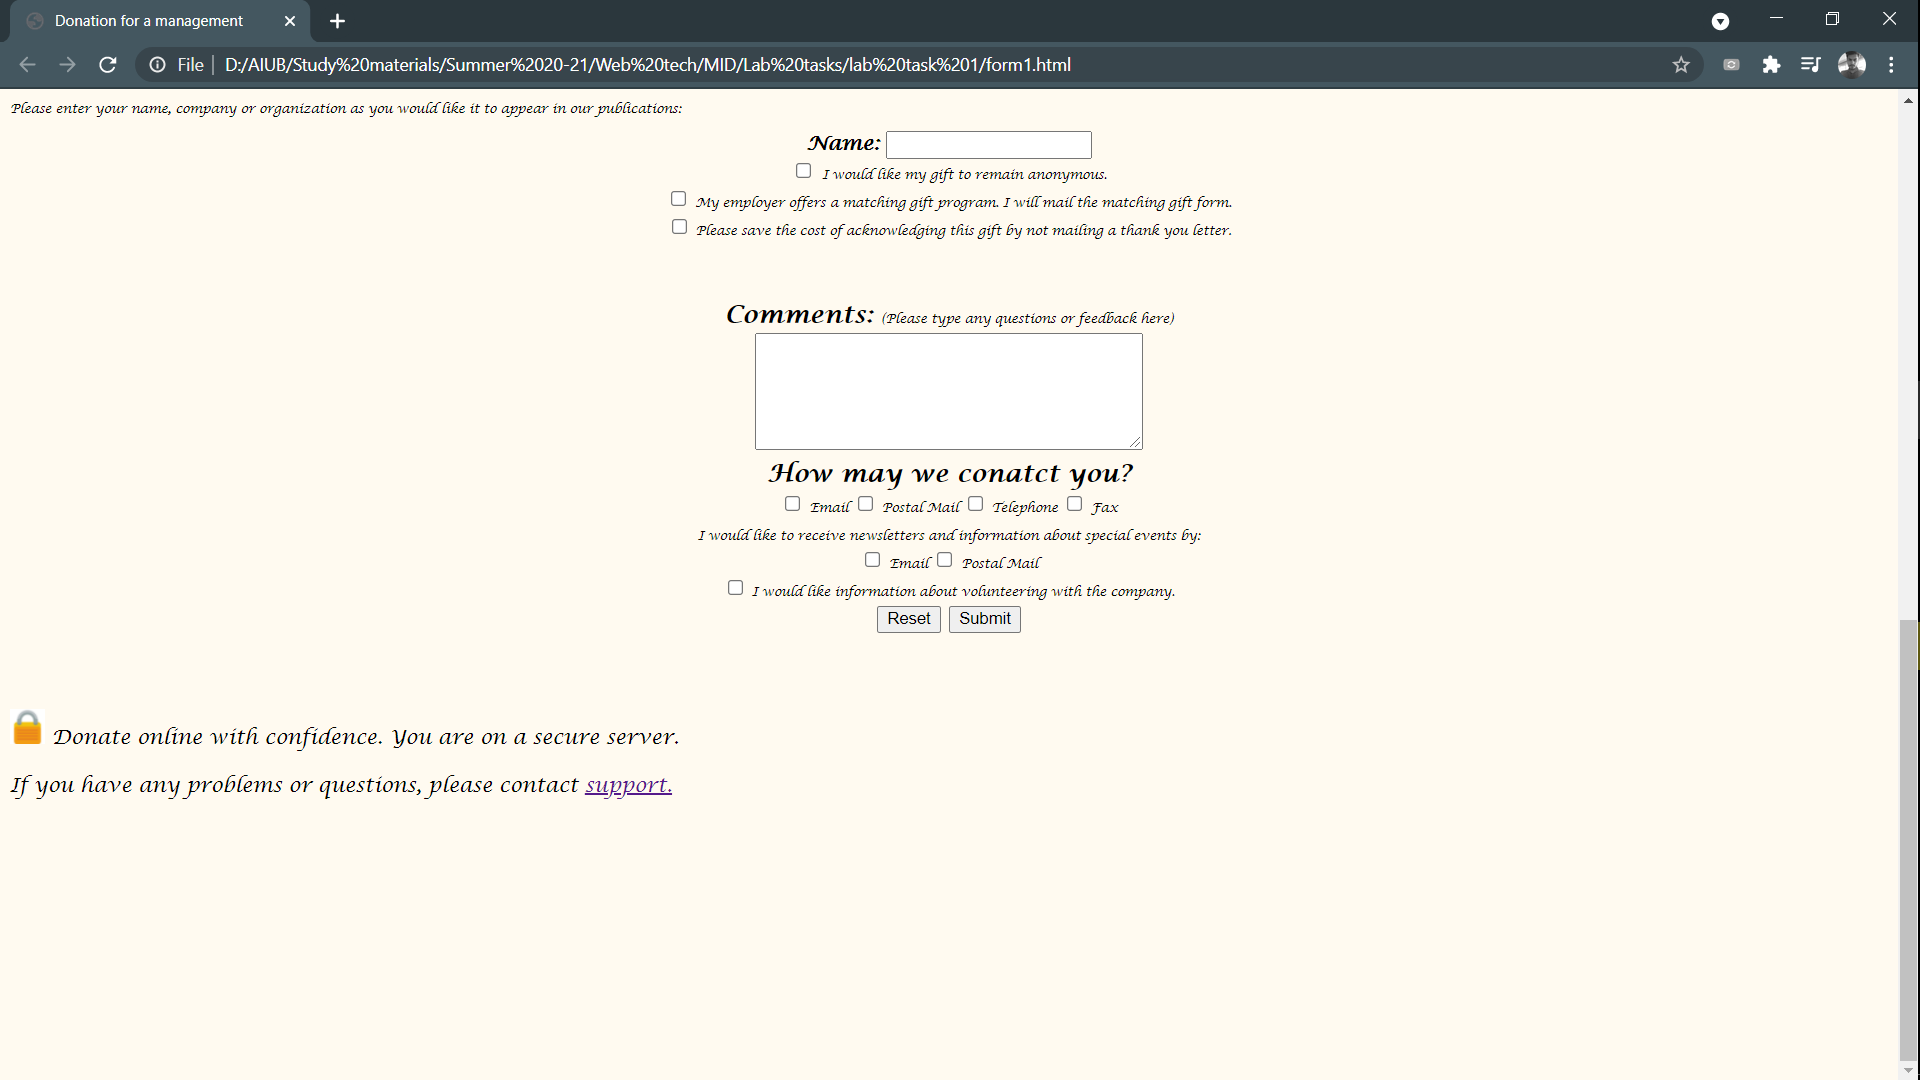 Donation for a management
File
D:/AIUB/Study%20materials/Summer%2020-21/Web%20tech/MID/Lab%20tasks/lab%20task%201/form1.html
Please enter your name, company or organization as you would like it to appear in our publications:
Name:
I would like my gift to remain anonymous.
My employer offers a matching gift program. I will mail the matching gift form.
Please save the cost of acknowledging this gift by not mailing a thank you letter.
Comments: (Please type any questions or feedback here)
How may we conatct you?
Email Postal Mail Telephone Fax
I would like to receive newsletters and information about special events by:
Email Postal Mail
I would like information about volunteering with the company.
Reset Submit
Donate online with confidence. You are on a secure server.
If you have any problems or questions, please contact support.